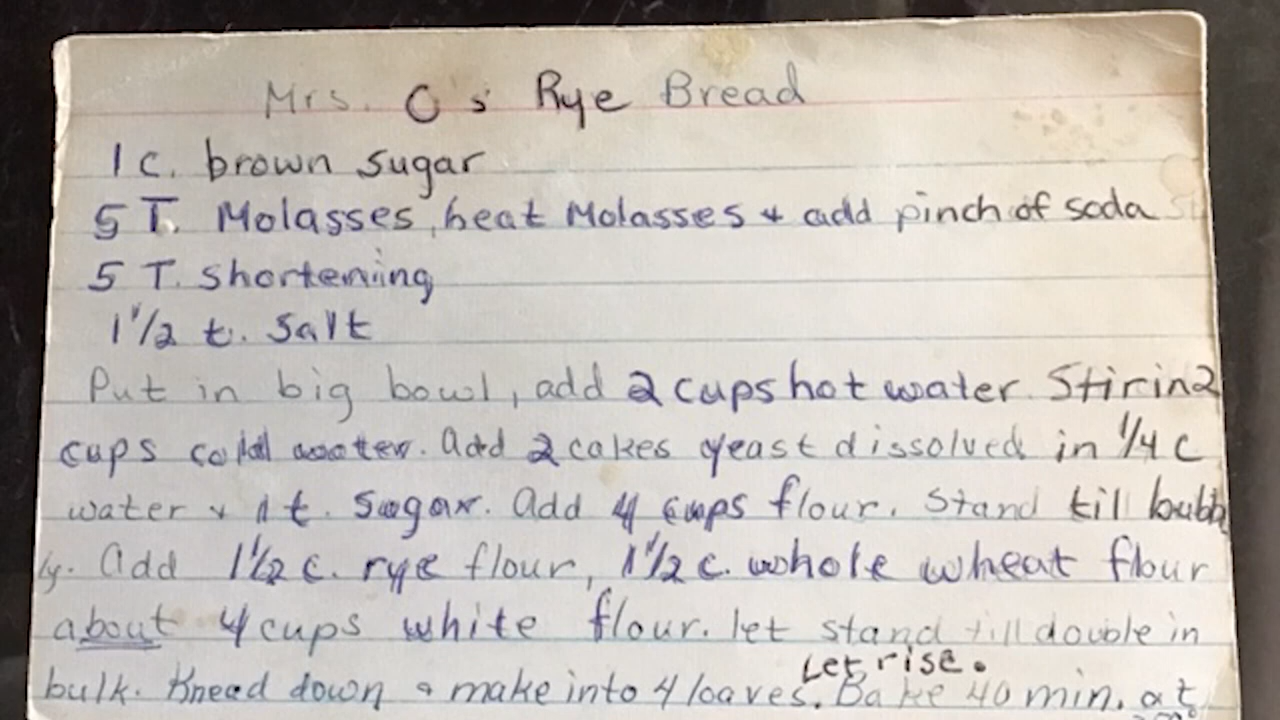 Mrs. O's Rye Bread
1 c. brown sugar
5 T. Molasses, heat Molasses & add pinch of soda
5 T. shortening
1 1/2 t. Salt
Put in big bowl, add 2 cups hot water. Stir in 2
cups cold water. Add 2 cakes yeast dissolved in 1/4 c
water & 1 t. sugar. Add 4 cups flour. Stand till bubb
ly. Add 1 1/2 c. rye flour, 1 1/2 c. whole wheat flour
about 4 cups white flour. let stand till double in
Let rise.
bulk. Knead down & make into 4 loaves. Bake 40 min. at